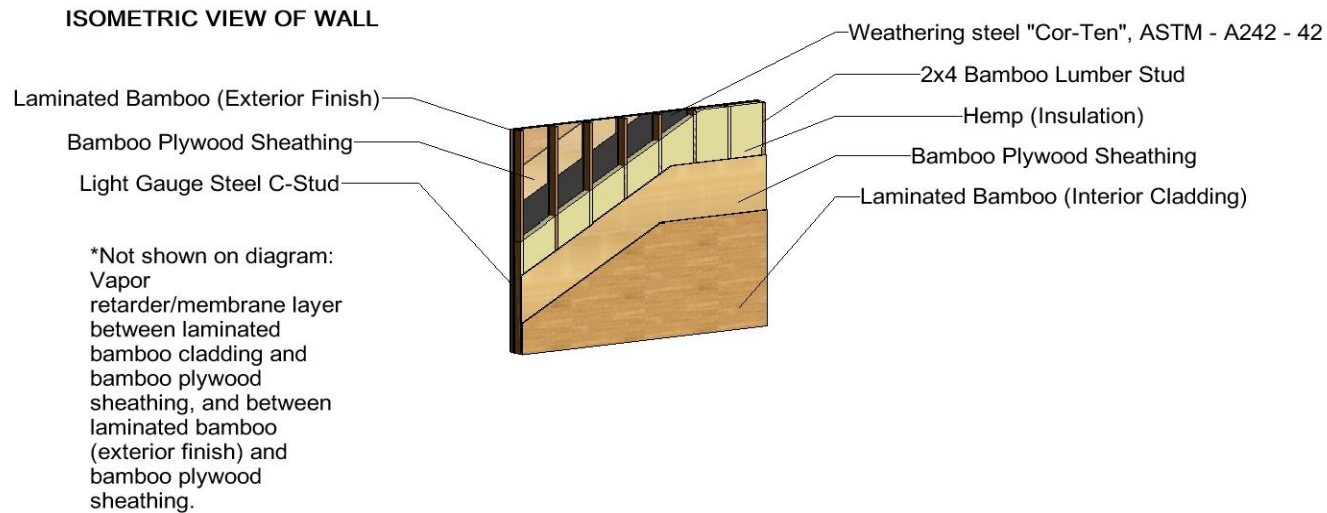 ISOMETRIC VIEW OF WALL
Weathering steel "Cor-Ten", ASTM - A242 - 42
2x4 Bamboo Lumber Stud
Laminated Bamboo (Exterior Finish)
Hemp (Insulation)
Bamboo Plywood Sheathing
Bamboo Plywood Sheathing
Light Gauge Steel C-Stud
Laminated Bamboo (Interior Cladding)
*Not shown on diagram:
Vapor
retarder/membrane layer
between laminated
bamboo cladding and
bamboo plywood
sheathing, and between
laminated bamboo
(exterior finish) and
bamboo plywood
sheathing.